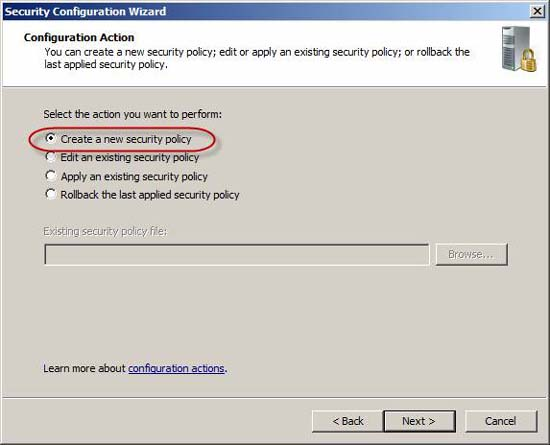 Security Configuration Wizard
Configuration Action
You can create a new security policy; edit or apply an existing security policy; or rollback the
last applied security policy.
Select the action you want to perform:
Create a new security policy
Edit an existing security policy
Apply an existing security policy
Rollback the last applied security policy
Existing security policy file:
Browse...
Learn more about configuration actions.
< Back
Next >
Cancel